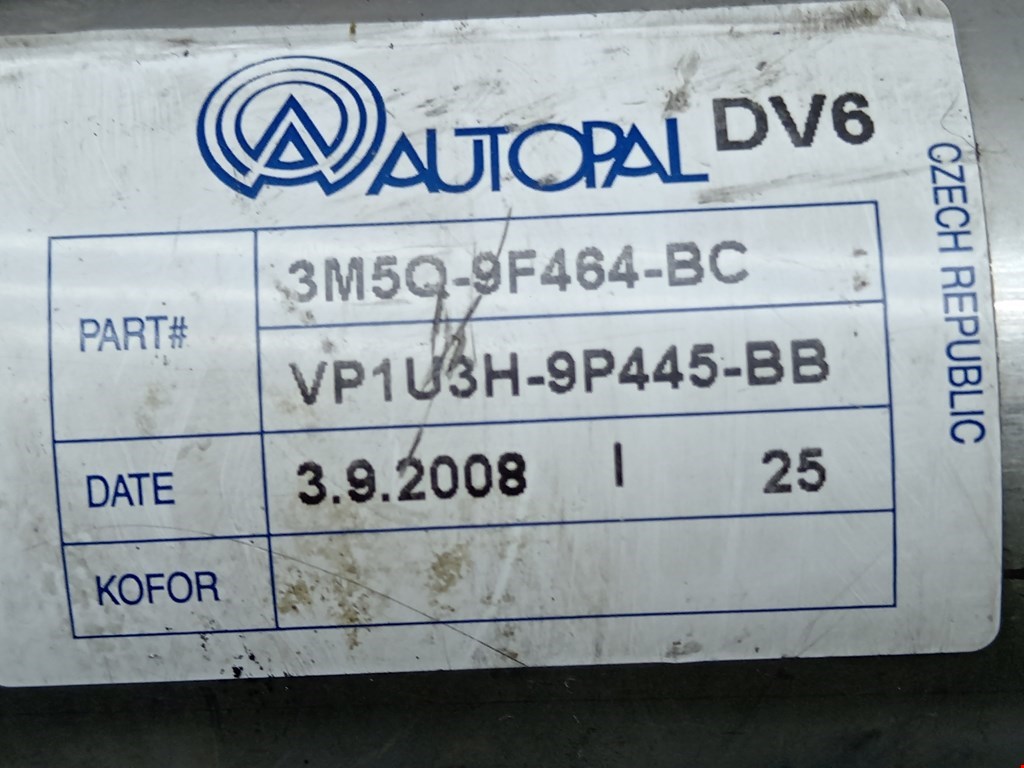 AUTOPAL DV6
CZECH REPUBLIC
PART# 3M5Q-9F464-BC
VP1U3H-9P445-BB
DATE 3.9.2008 I 25
KOFOR